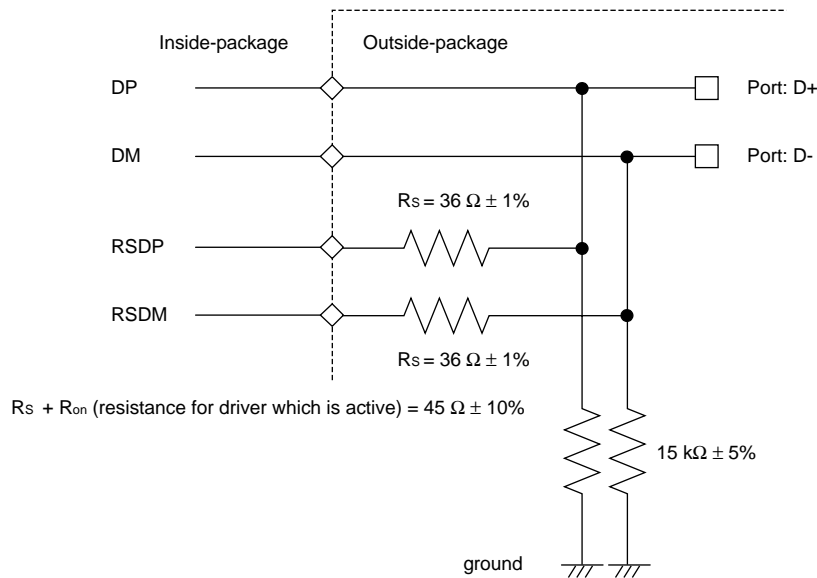 Inside-package
Outside-package
DP
Port: D+
DM
Port: D-
Rs = 36 Ω ± 1%
RSDP
RSDM
Rs = 36 Ω ± 1%
Rs + Ron (resistance for driver which is active) = 45 Ω ± 10%
15 kΩ ± 5%
ground